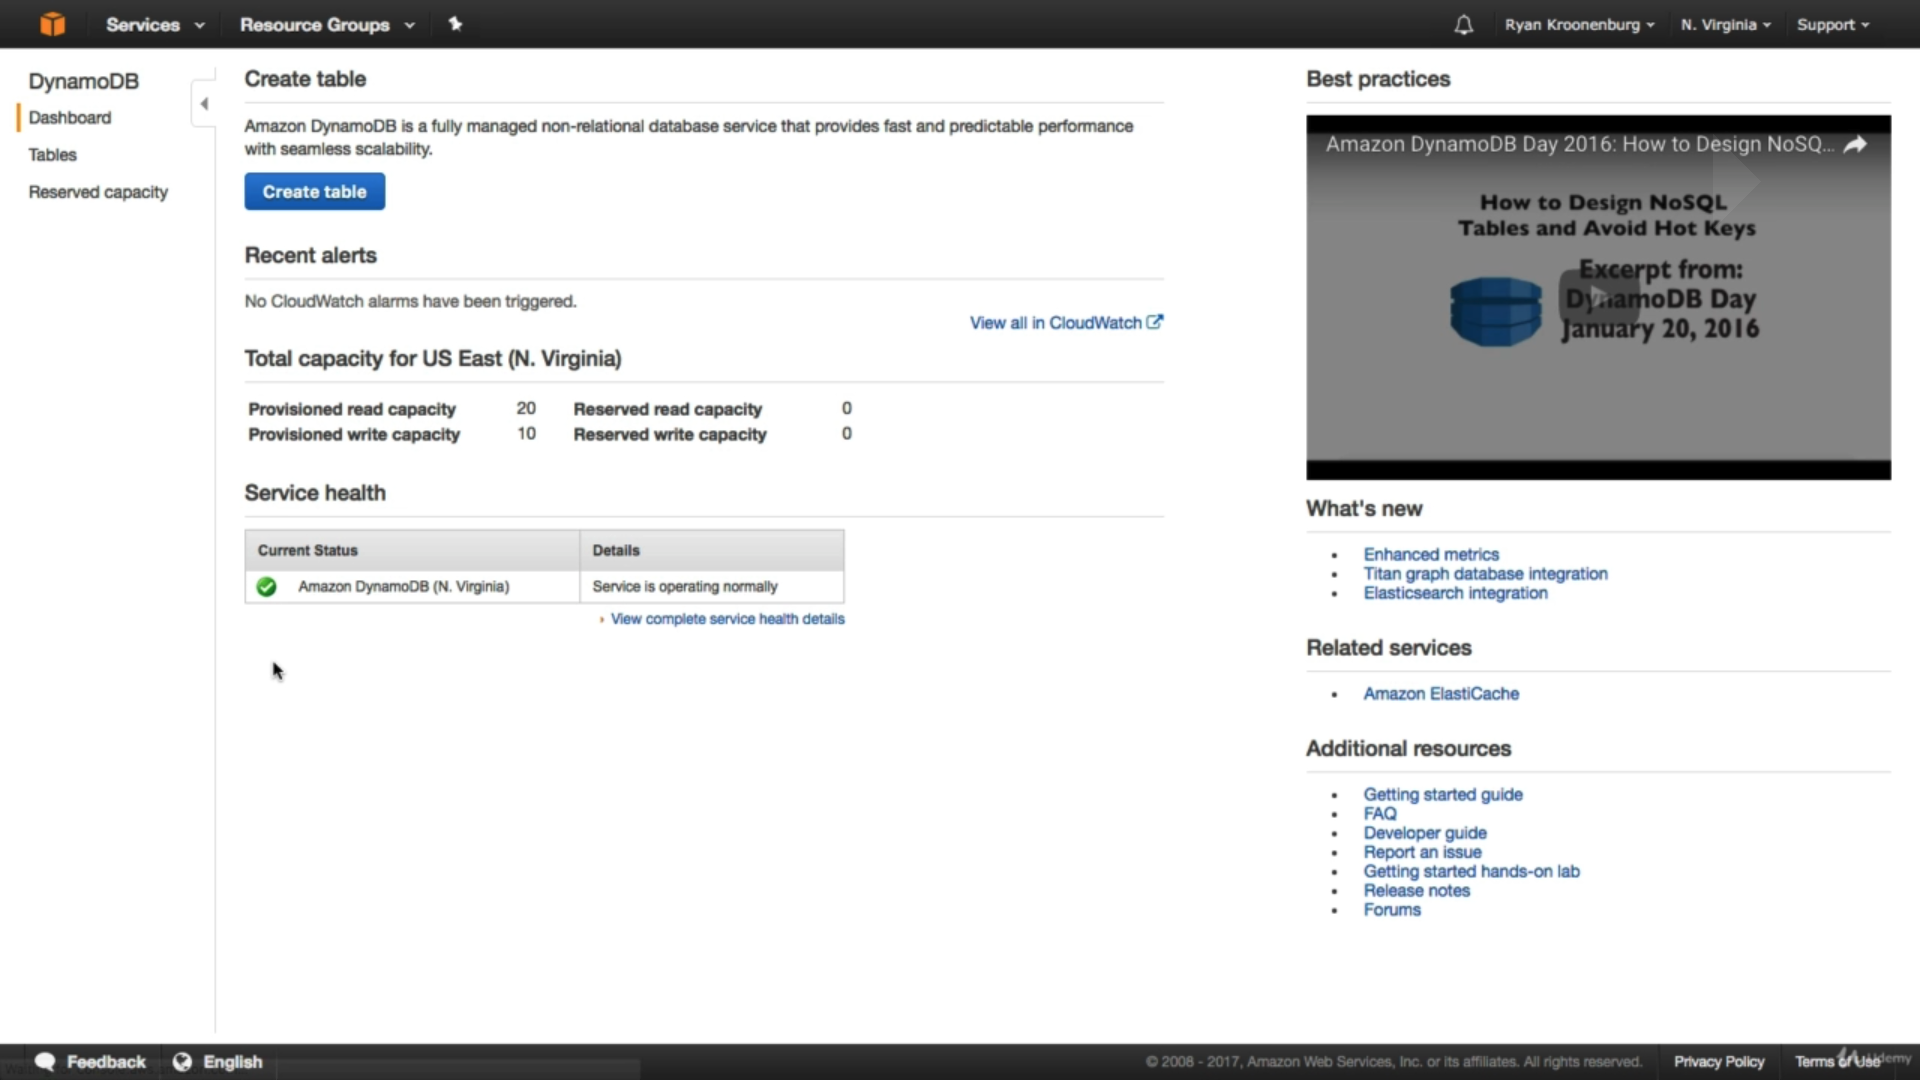 Services
Resource Groups
Ryan Kroonenburg
N. Virginia
Support
DynamoDB
Dashboard
Tables
Reserved capacity
Create table
Amazon DynamoDB is a fully managed non-relational database service that provides fast and predictable performance
with seamless scalability.
Create table
Recent alerts
No CloudWatch alarms have been triggered.
View all in CloudWatch
Total capacity for US East (N. Virginia)
Provisioned read capacity 20 Reserved read capacity 0
Provisioned write capacity 10 Reserved write capacity 0
Service health
Current Status Details
Amazon DynamoDB (N. Virginia) Service is operating normally
View complete service health details
Best practices
Amazon DynamoDB Day 2016: How to Design NoSQ...
How to Design NoSQL
Tables and Avoid Hot Keys
Excerpt from:
DynamoDB Day
January 20, 2016
What's new
Enhanced metrics
Titan graph database integration
Elasticsearch integration
Related services
Amazon ElastiCache
Additional resources
Getting started guide
FAQ
Developer guide
Report an issue
Getting started hands-on lab
Release notes
Forums
Feedback
English
© 2008 - 2017, Amazon Web Services, Inc. or its affiliates. All rights reserved.
Privacy Policy
Terms of Use